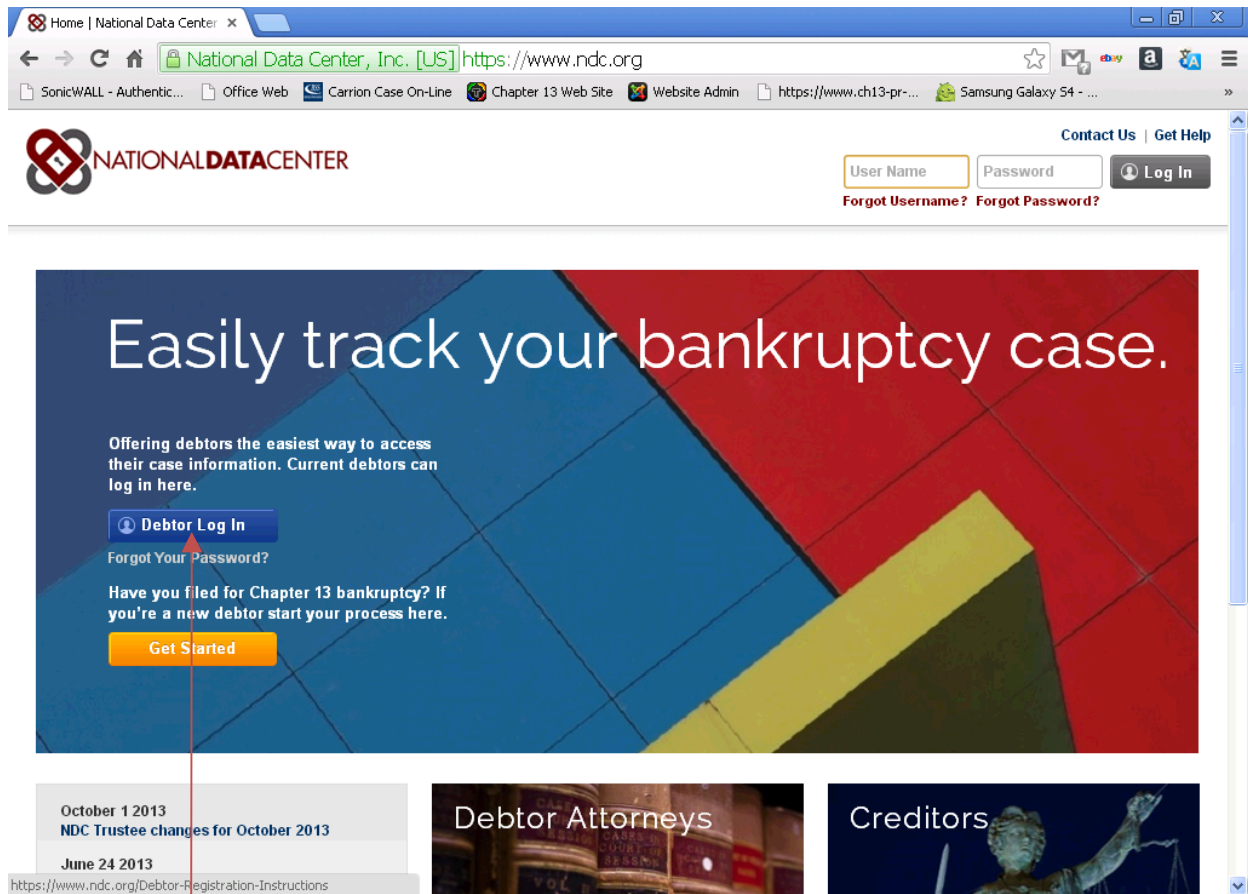 Home | National Data Center
National Data Center, Inc. [US] https://www.ndc.org
ebay
a
SonicWALL - Authentic... Office Web Carrion Case On-Line Chapter 13 Web Site Website Admin https://www.ch13-pr-... Samsung Galaxy S4 - ... »
Contact Us | Get Help
NATIONALDATACENTER
User Name Password Log In
Forgot Username? Forgot Password?
Easily track your bankruptcy case.
Offering debtors the easiest way to access
their case information. Current debtors can
log in here.
Debtor Log In
Forgot Your Password?
Have you filed for Chapter 13 bankruptcy? If
you're a new debtor start your process here.
Get Started
October 1 2013
NDC Trustee changes for October 2013
June 24 2013
Debtor Attorneys
Creditors
CASES
COURT OF
SESSION
VOL
https://www.ndc.org/Debtor-Registration-Instructions